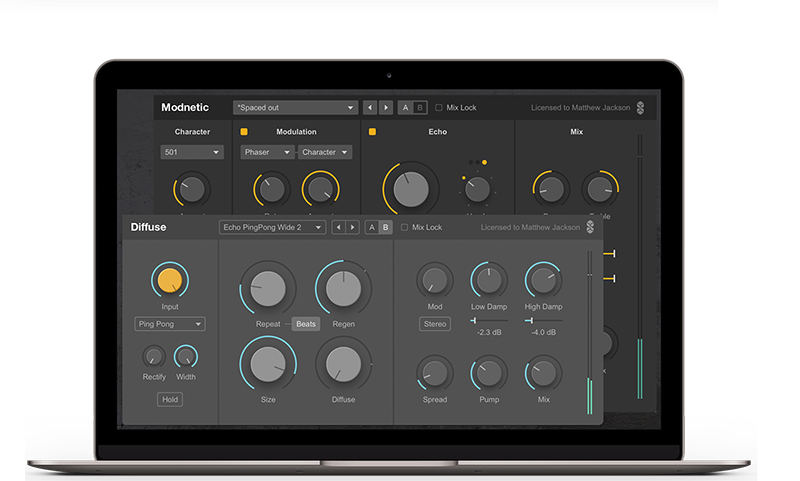 Modnetic
*Spaced out
A B
Mix Lock
Licensed to Matthew Jackson
Character
Modulation
Echo
Mix
501
Phaser
Character
Diffuse
Echo PingPong Wide 2
A B
Mix Lock
Licensed to Matthew Jackson
Input
Mod
Low Damp
High Damp
Ping Pong
Repeat
Beats
Regen
Stereo
-2.3 dB
-4.0 dB
Rectify
Width
Hold
Size
Diffuse
Spread
Pump
Mix